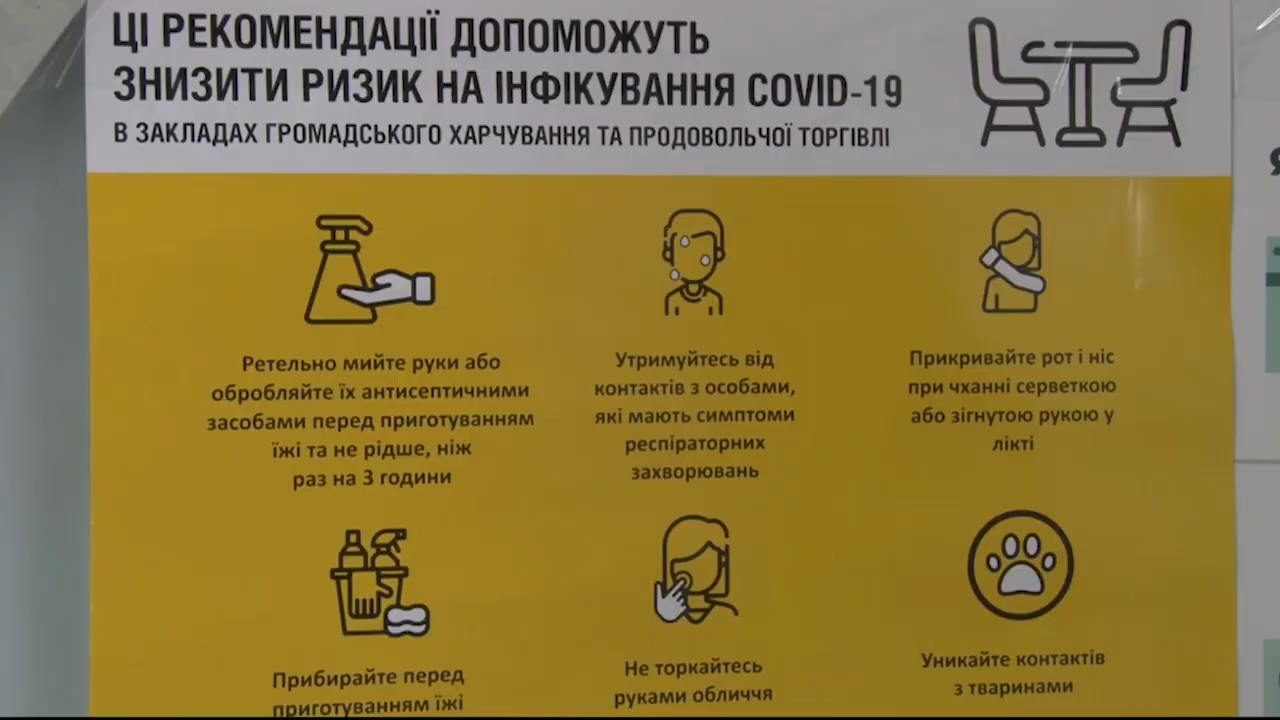 ЦІ РЕКОМЕНДАЦІЇ ДОПОМОЖУТЬ
ЗНИЗИТИ РИЗИК НА ІНФІКУВАННЯ COVID-19
В ЗАКЛАДАХ ГРОМАДСЬКОГО ХАРЧУВАННЯ ТА ПРОДОВОЛЬЧОЇ ТОРГІВЛІ
Ретельно мийте руки або
обробляйте їх антисептичними
засобами перед приготуванням
їжі та не рідше, ніж
раз на 3 години
Утримуйтесь від
контактів з особами,
які мають симптоми
респіраторних
захворювань
Прикривайте рот і ніс
при чханні серветкою
або зігнутою рукою у
лікті
Прибирайте перед
приготуванням їжі
Не торкайтесь
руками обличчя
Уникайте контактів
з тваринами